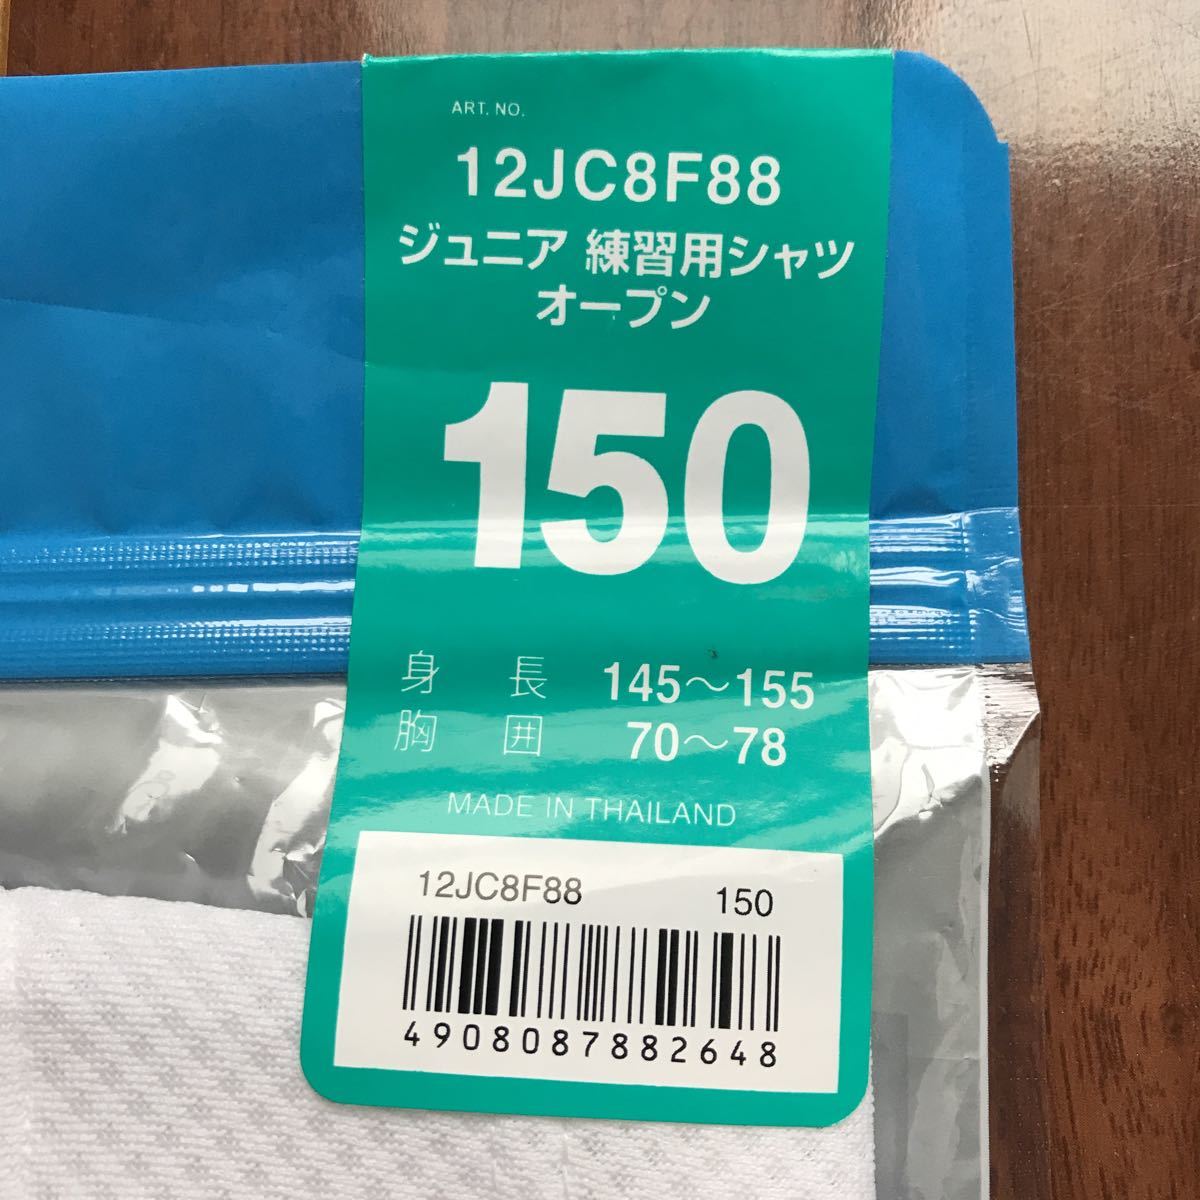 ART. NO.
12JC8F88
ジュニア 練習用シャツ
オープン
150
身長 145〜155
胸囲 70〜78
MADE IN THAILAND
12JC8F88 150
4908087882648